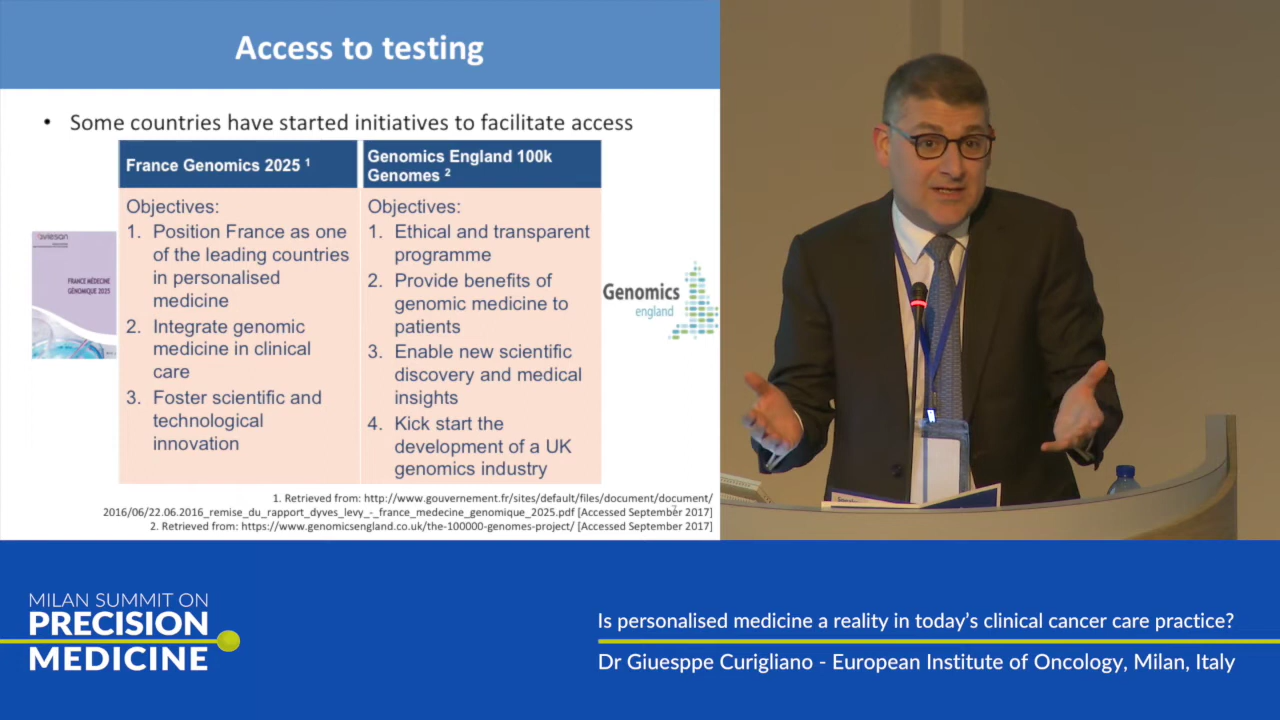 Access to testing
• Some countries have started initiatives to facilitate access
France Genomics 2025 1
Objectives:
1. Position France as one
of the leading countries
in personalised
medicine
2. Integrate genomic
medicine in clinical
care
3. Foster scientific and
technological
innovation
Genomics England 100k
Genomes 2
Objectives:
1. Ethical and transparent
programme
2. Provide benefits of
genomic medicine to
patients
3. Enable new scientific
discovery and medical
insights
4. Kick start the
development of a UK
genomics industry
aviesan
FRANCE MÉDECINE
GÉNOMIQUE 2025
Genomics
england
1. Retrieved from: http://www.gouvernement.fr/sites/default/files/document/document/
2016/06/22.06.2016_remise_du_rapport_dyves_levy_-_france_medecine_genomique_2025.pdf [Accessed September 2017]
2. Retrieved from: https://www.genomicsengland.co.uk/the-100000-genomes-project/ [Accessed September 2017]
7
MILAN SUMMIT ON
PRECISION
MEDICINE
Is personalised medicine a reality in today's clinical cancer care practice?
Dr Giuesppe Curigliano - European Institute of Oncology, Milan, Italy